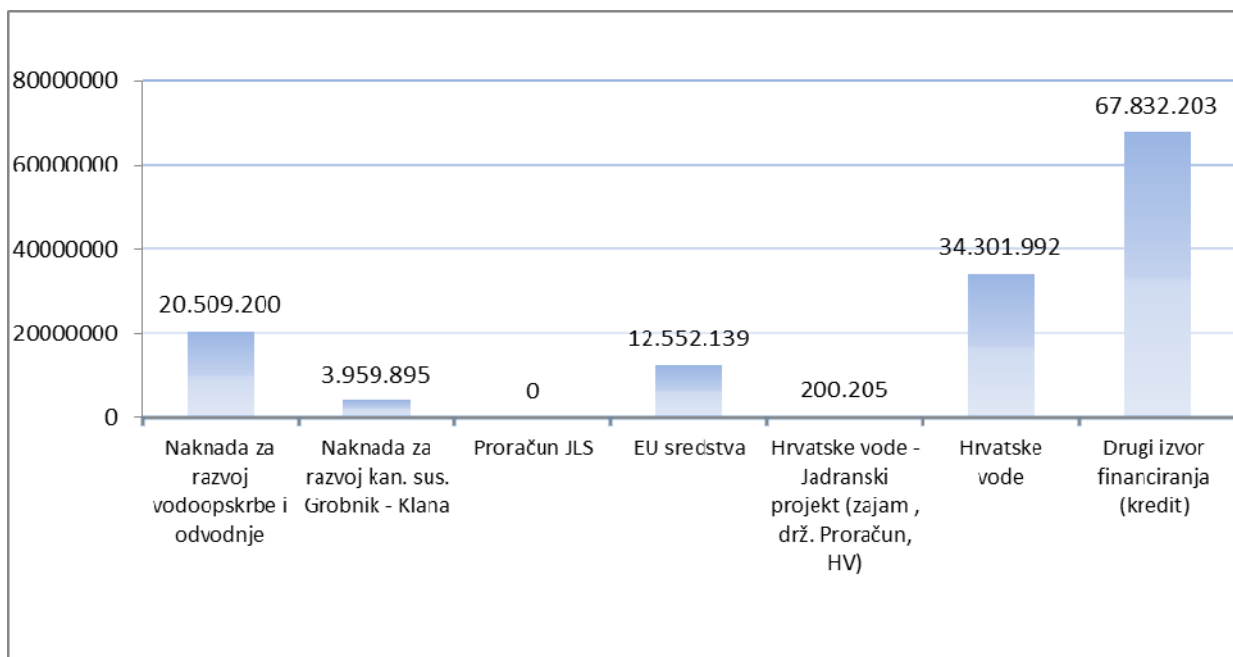 80000000
60000000
40000000
20000000
0
20.509.200
3.959.895
0
12.552.139
200.205
34.301.992
67.832.203
Naknada za
razvoj
vodoopskrbe i
odvodnje
Naknada za
razvoj kan. sus.
Grobnik - Klana
Proračun JLS
EU sredstva
Hrvatske vode -
Jadranski
projekt (zajam ,
drž. Proračun,
HV)
Hrvatske
vode
Drugi izvor
financiranja
(kredit)